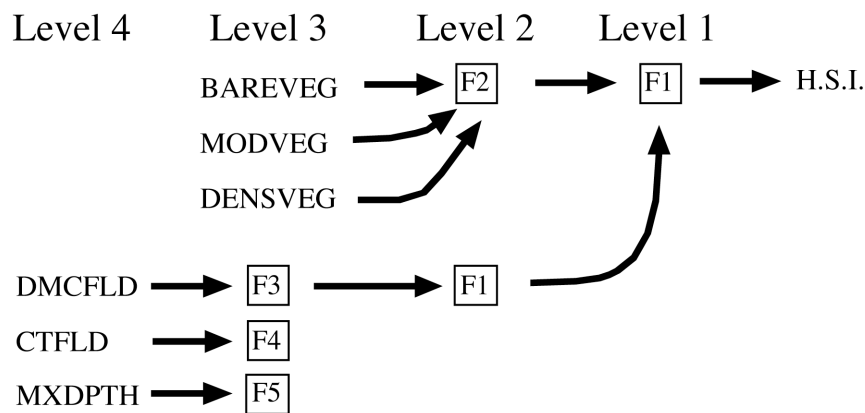 Level 4 Level 3 Level 2 Level 1
BAREVEG F2 F1 H.S.I.
MODVEG
DENSVEG
DMCFLD F3 F1
CTFLD F4
MXDPTH F5